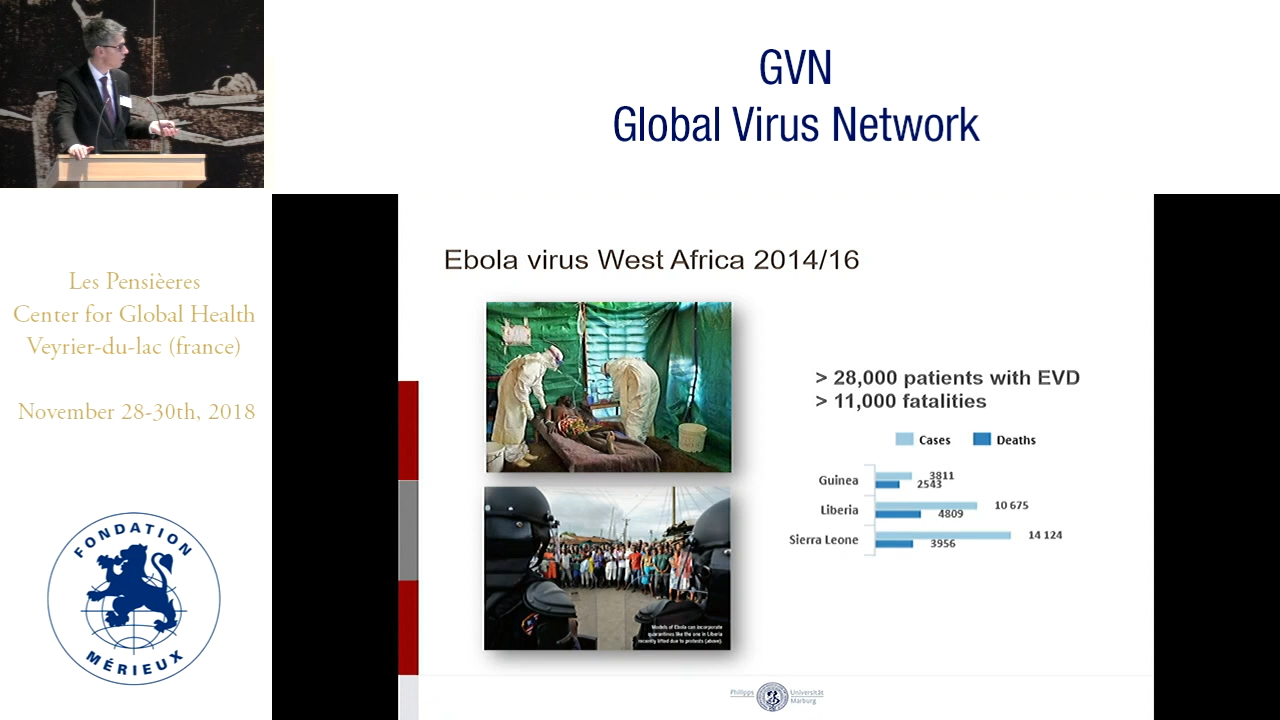 GVN
Global Virus Network
Les Pensièeres
Center for Global Health
Veyrier-du-lac (france)
November 28-30th, 2018
FONDATION
MÉRIEUX
Ebola virus West Africa 2014/16
> 28,000 patients with EVD
> 11,000 fatalities
Cases Deaths
Guinea 3811
2543
Liberia 10 675
4809
Sierra Leone 14 124
3956
Models of Ebola can incorporate
quarantines like the one in Liberia
recently lifted due to protests (above).
Philipps Universität
Marburg